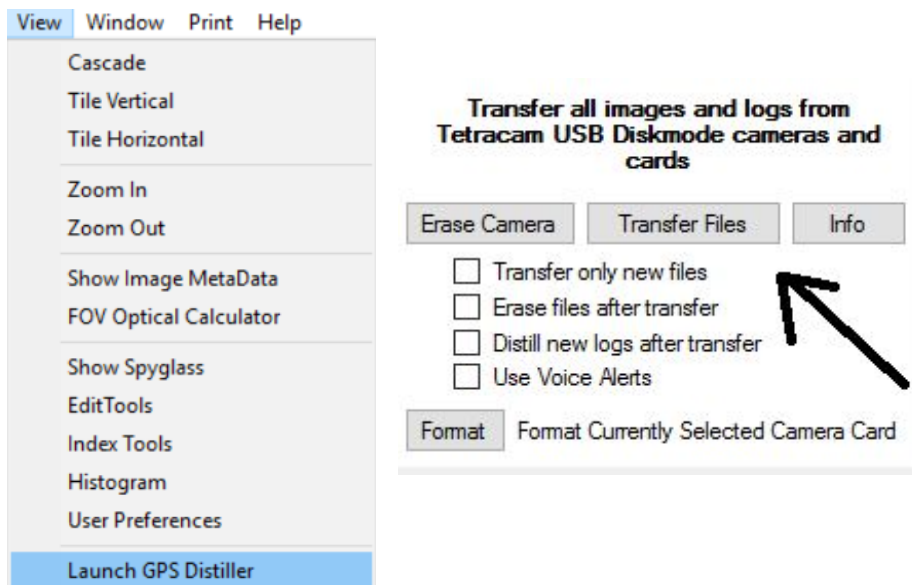 View Window Print Help
Cascade
Tile Vertical
Tile Horizontal
Zoom In
Zoom Out
Show Image MetaData
FOV Optical Calculator
Show Spyglass
EditTools
Index Tools
Histogram
User Preferences
Launch GPS Distiller
Transfer all images and logs from
Tetracam USB Diskmode cameras and
cards
Erase Camera Transfer Files Info
Transfer only new files
Erase files after transfer
Distill new logs after transfer
Use Voice Alerts
Format Format Currently Selected Camera Card